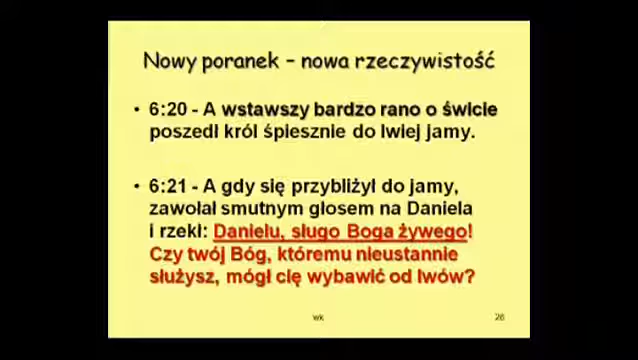 Nowy poranek – nowa rzeczywistość
• 6:20 - A wstawszy bardzo rano o świcie
poszedł król śpiesznie do lwiej jamy.
• 6:21 - A gdy się przybliżył do jamy,
zawołał smutnym głosem na Daniela
i rzekł: Danielu, sługo Boga żywego!
Czy twój Bóg, któremu nieustannie
służysz, mógł cię wybawić od lwów?
wk
26